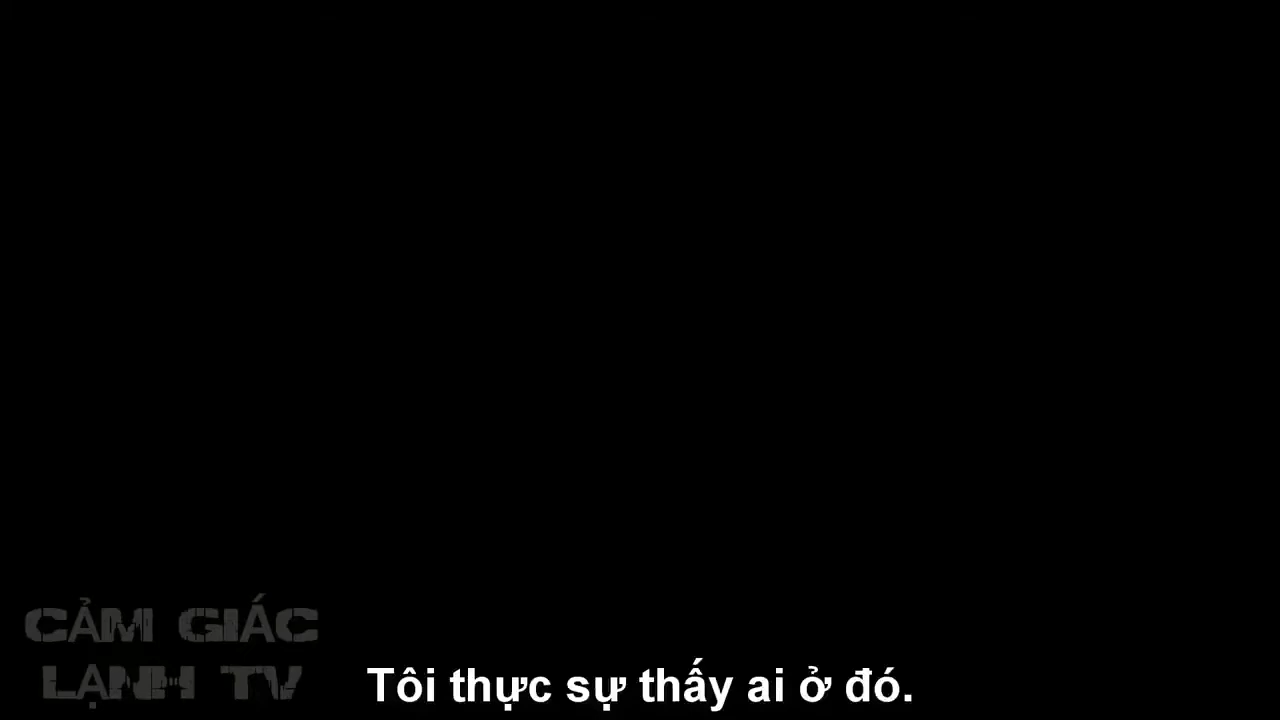 CẢM GIÁC
LẠNH TV
Tôi thực sự thấy ai ở đó.